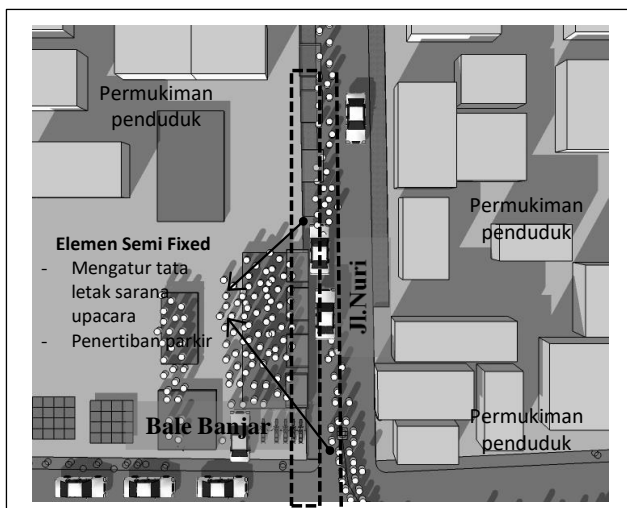 Permukiman
penduduk
Permukiman
penduduk
Elemen Semi Fixed
- Mengatur tata
letak sarana
upacara
- Penertiban parkir
Jl.Nuri
Bale Banjar
Permukiman
penduduk